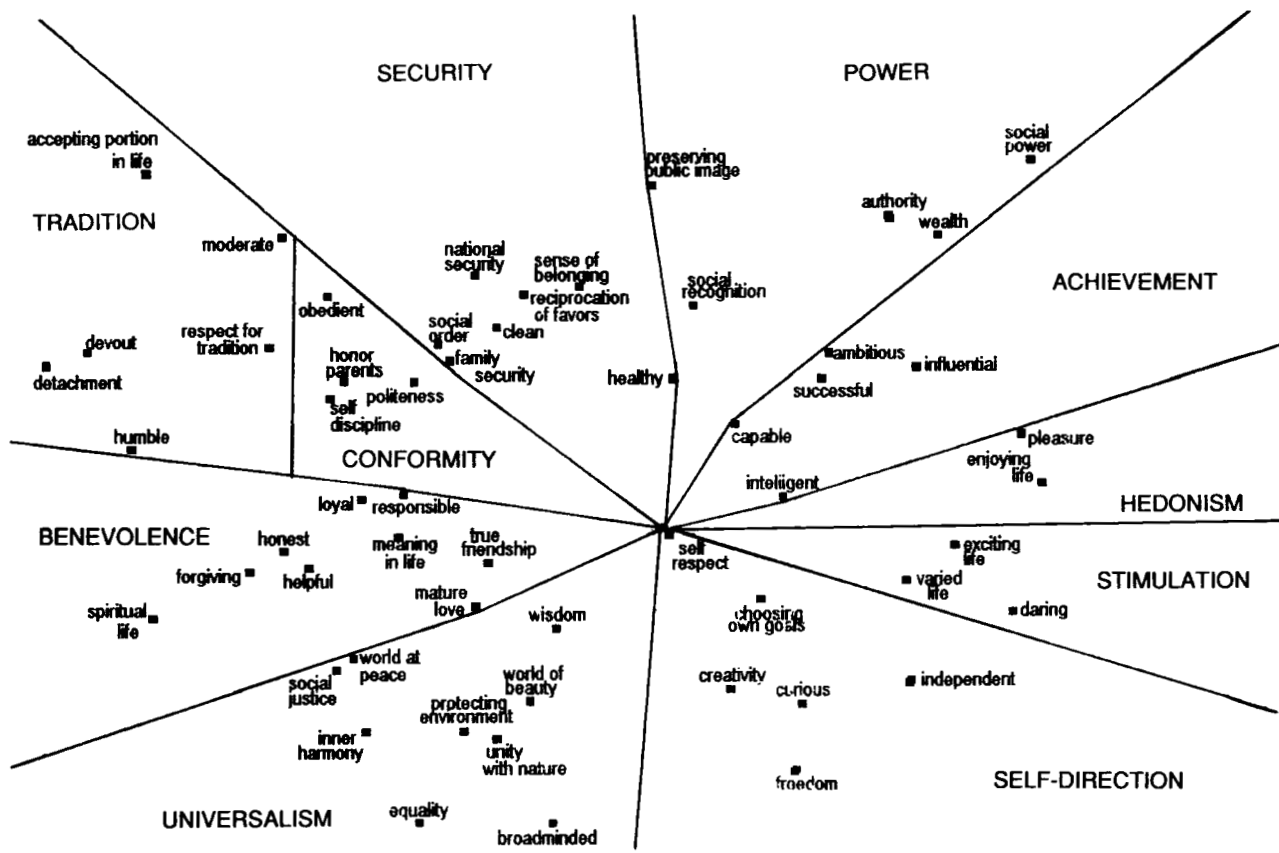 SECURITY
POWER
accepting portion
in life
social
power
preserving
public image
TRADITION
authority
wealth
moderate
national
security
sense of
belonging
social
recognition
ACHIEVEMENT
obedient
reciprocation
of favors
clean
devout
respect for
tradition
social
order
family
security
ambitious
influential
detachment
honor
parents
politeness
healthy
successful
self
discipline
humble
capable
pleasure
CONFORMITY
enjoying
life
intelligent
loyal
responsible
HEDONISM
BENEVOLENCE
honest
meaning
in life
true
friendship
self
respect
exciting
life
forgiving
helpful
varied
life
STIMULATION
spiritual
life
mature
love
wisdom
choosing
own goals
daring
world at
peace
social
justice
world of
beauty
creativity
curious
independent
protecting
environment
inner
harmony
unity
with nature
freedom
SELF-DIRECTION
UNIVERSALISM
equality
broadminded